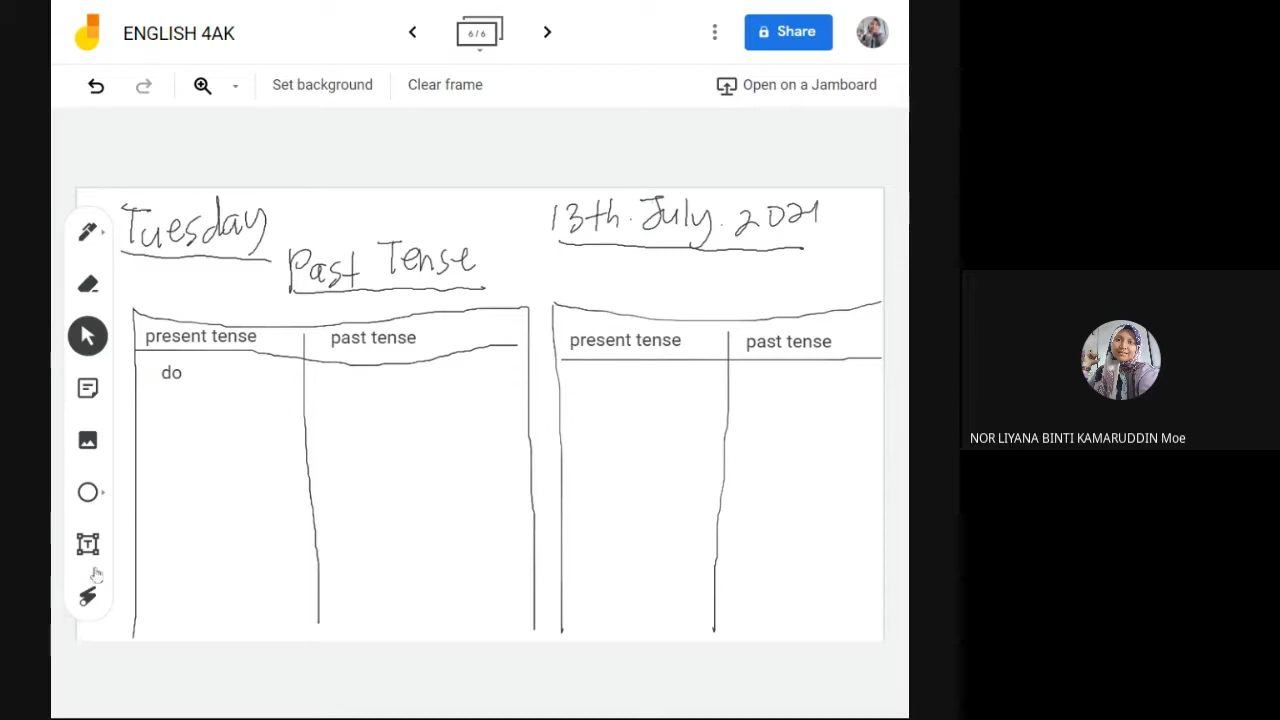 ENGLISH 4AK
6/6
Share
Set background
Clear frame
Open on a Jamboard
Tuesday
13th. July. 2021
Past Tense
present tense
past tense
present tense
past tense
do
NOR LIYANA BINTI KAMARUDDIN Moe